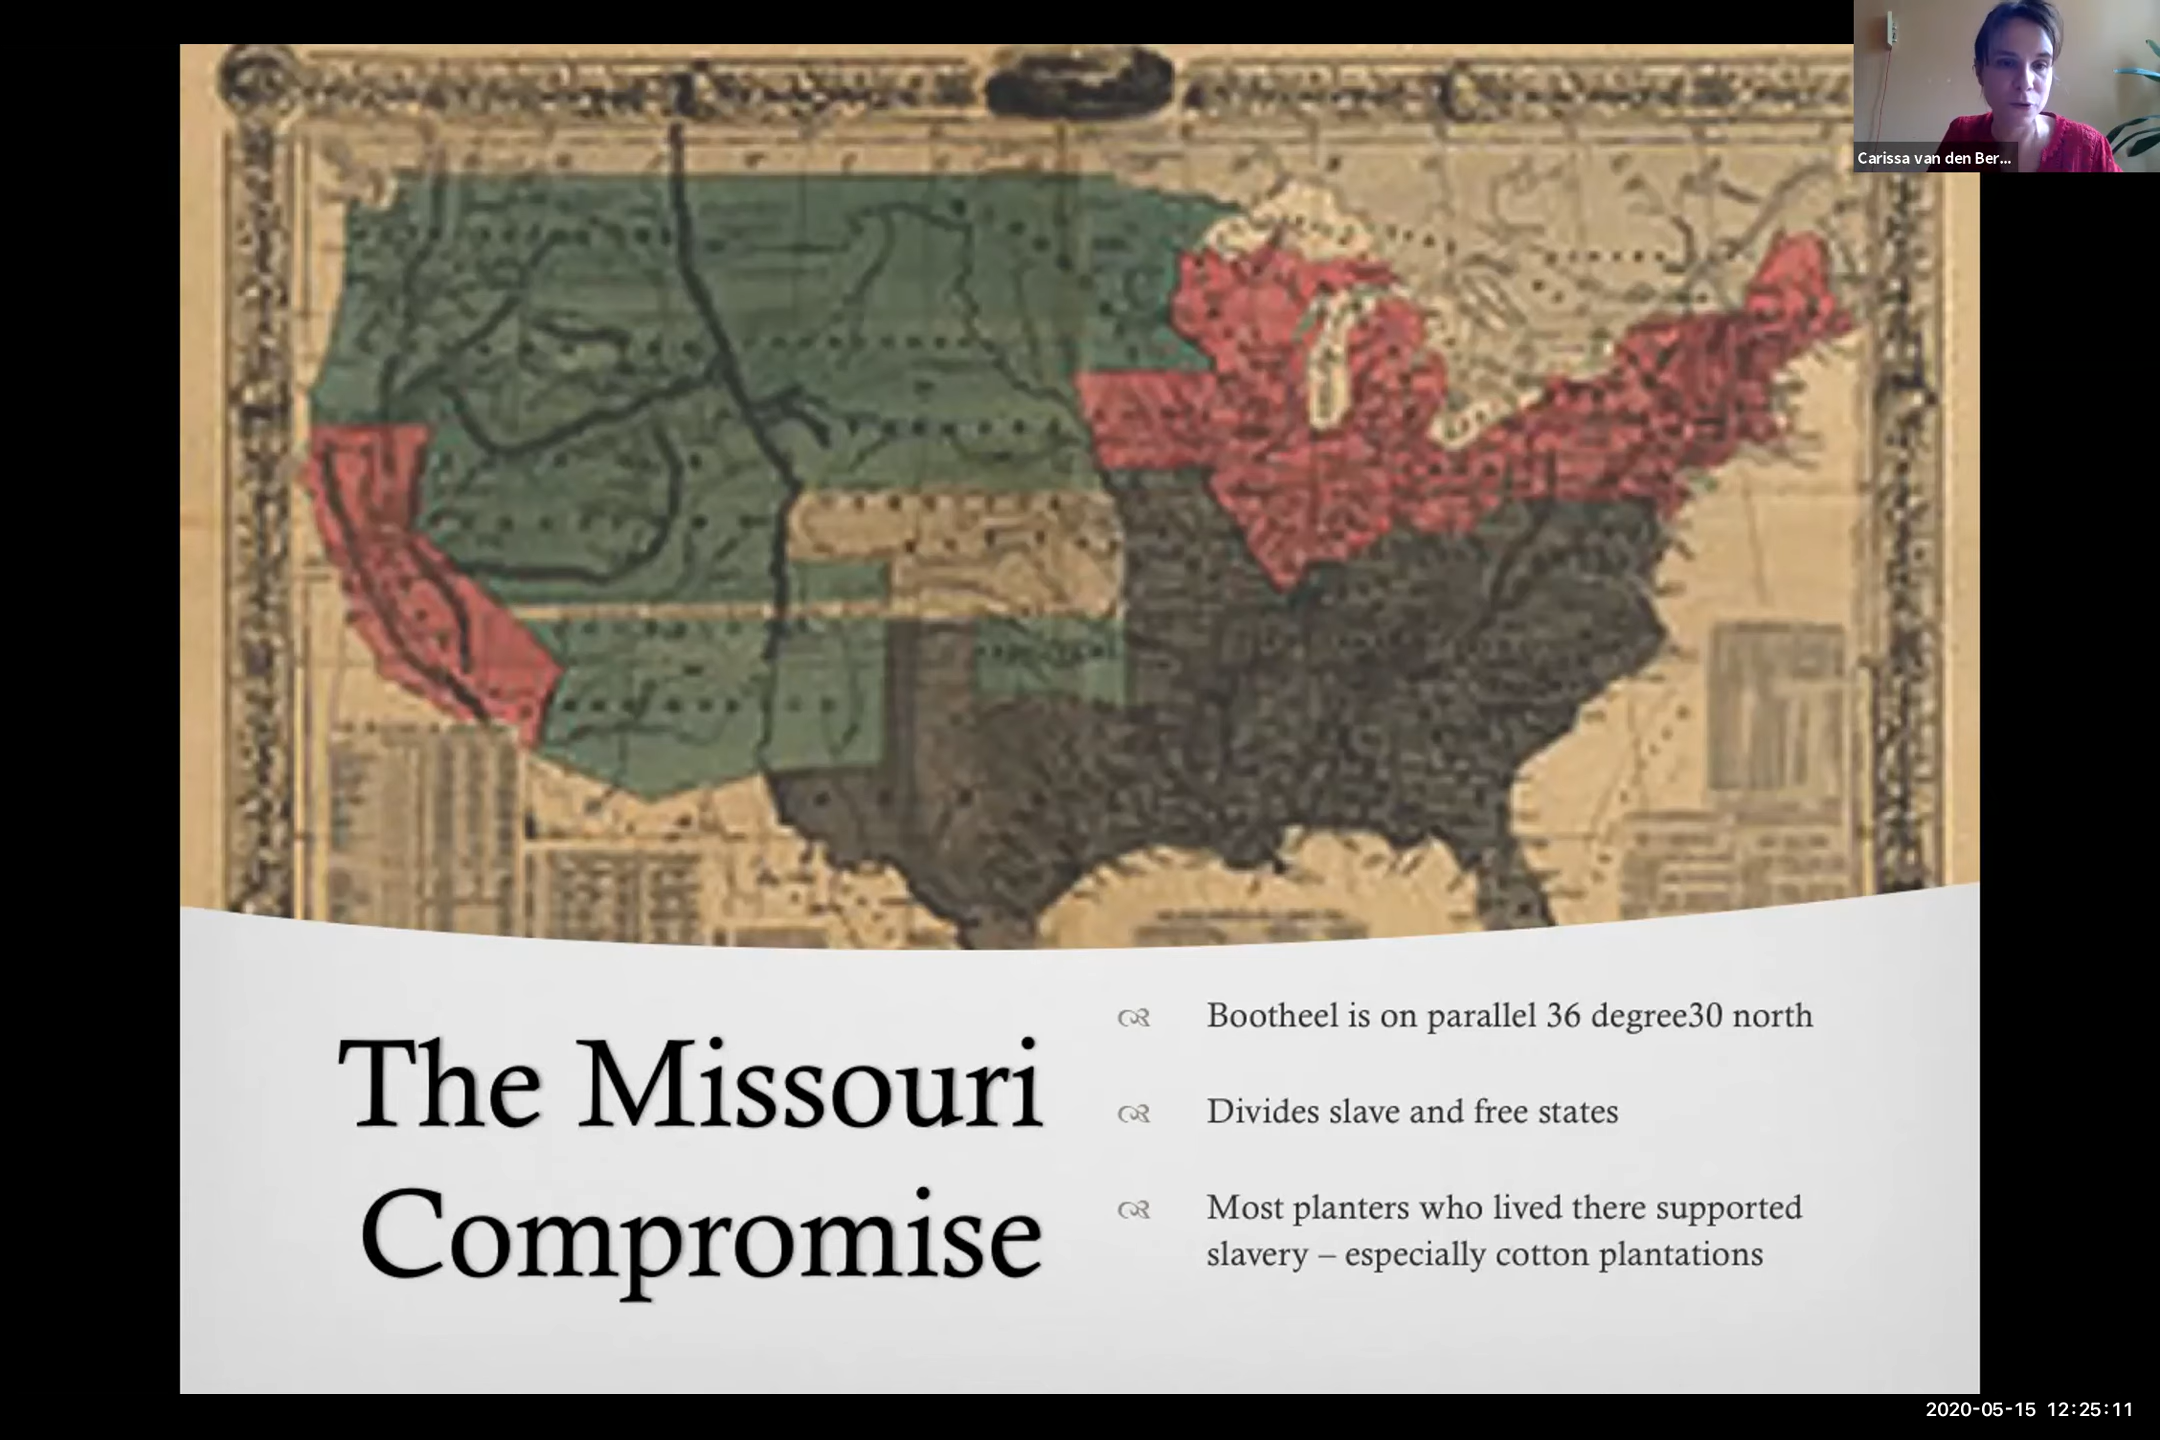 Carissa van den Ber...
The Missouri
Compromise
Bootheel is on parallel 36 degree30 north
Divides slave and free states
Most planters who lived there supported
slavery – especially cotton plantations
2020-05-15 12:25:11